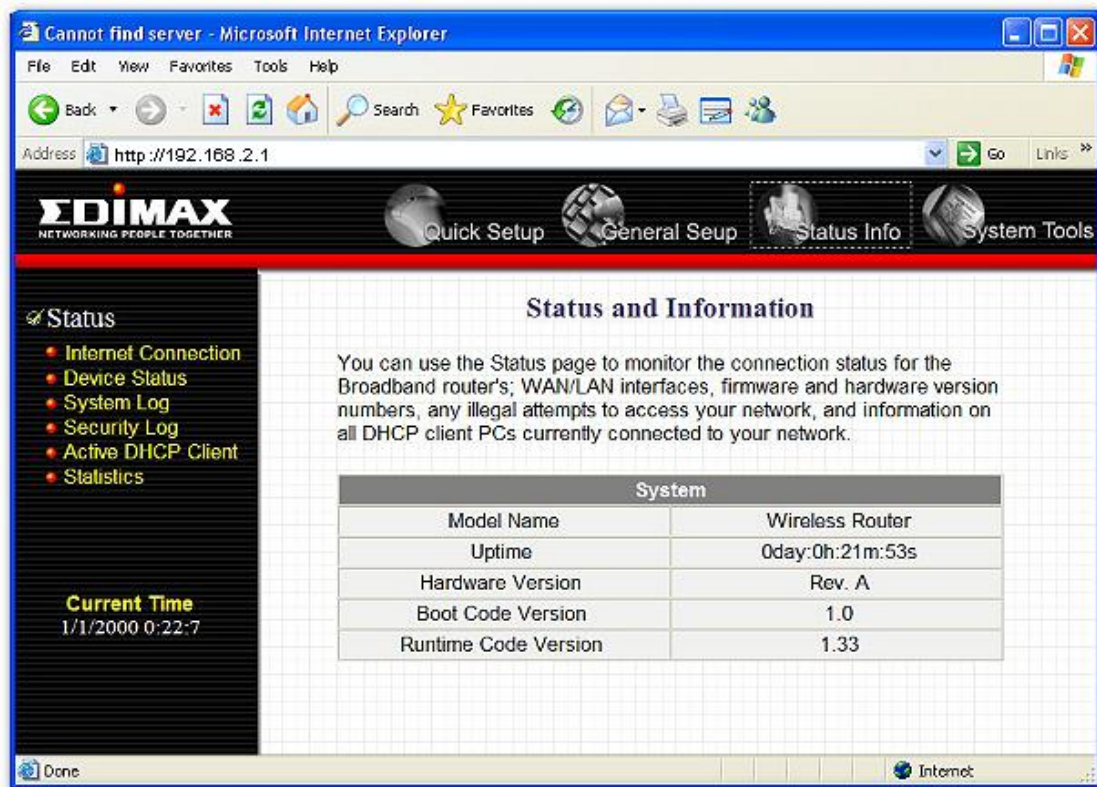 Cannot find server - Microsoft Internet Explorer
File Edit View Favorites Tools Help
Back Search Favorites
Address http://192.168.2.1 Go Links »
EDIMAX
NETWORKING PEOPLE TOGETHER
Quick Setup General Seup Status Info System Tools
Status
Internet Connection
Device Status
System Log
Security Log
Active DHCP Client
Statistics
Current Time
1/1/2000 0:22:7
Status and Information
You can use the Status page to monitor the connection status for the
Broadband router's; WAN/LAN interfaces, firmware and hardware version
numbers, any illegal attempts to access your network, and information on
all DHCP client PCs currently connected to your network.
System
Model Name Wireless Router
Uptime 0day:0h:21m:53s
Hardware Version Rev. A
Boot Code Version 1.0
Runtime Code Version 1.33
Done Internet